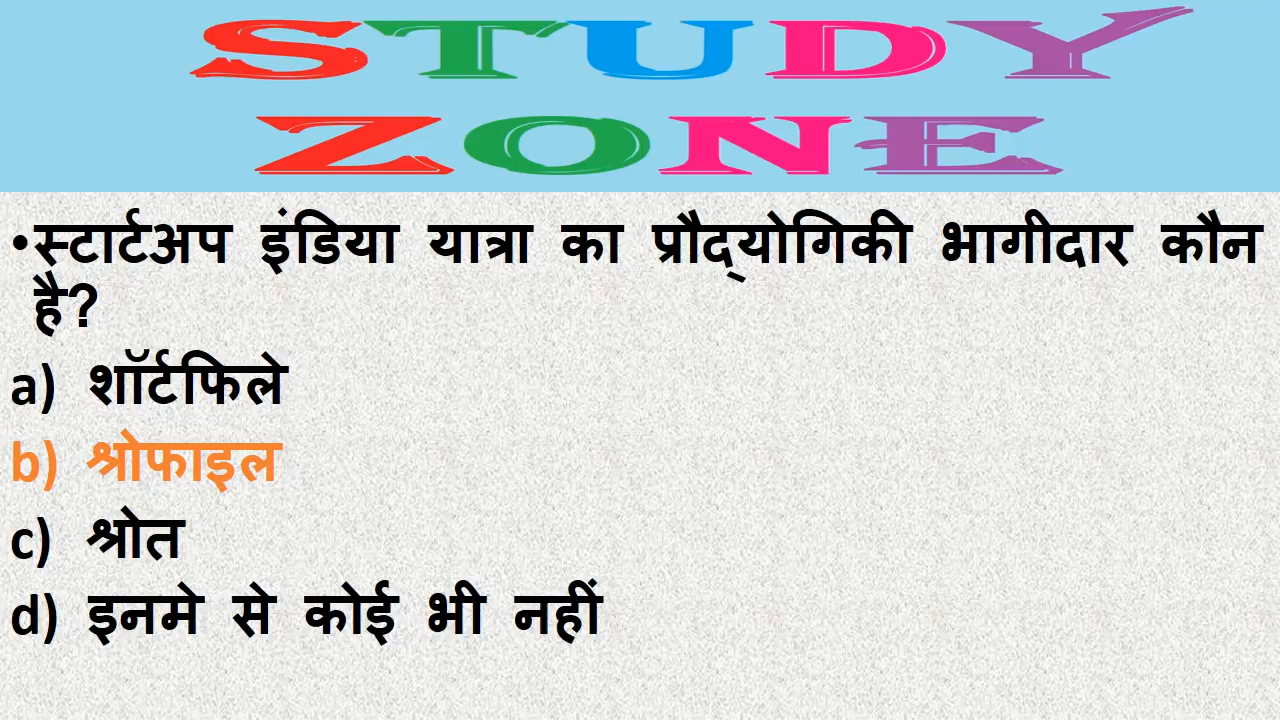 STUDY
ZONE
•स्टार्टअप इंडिया यात्रा का प्रौद्‌योगिकी भागीदार कौन
है?
a) शॉर्टफिले
b) श्रोफाइल
c) श्रोत
d) इनमे से कोई भी नहीं